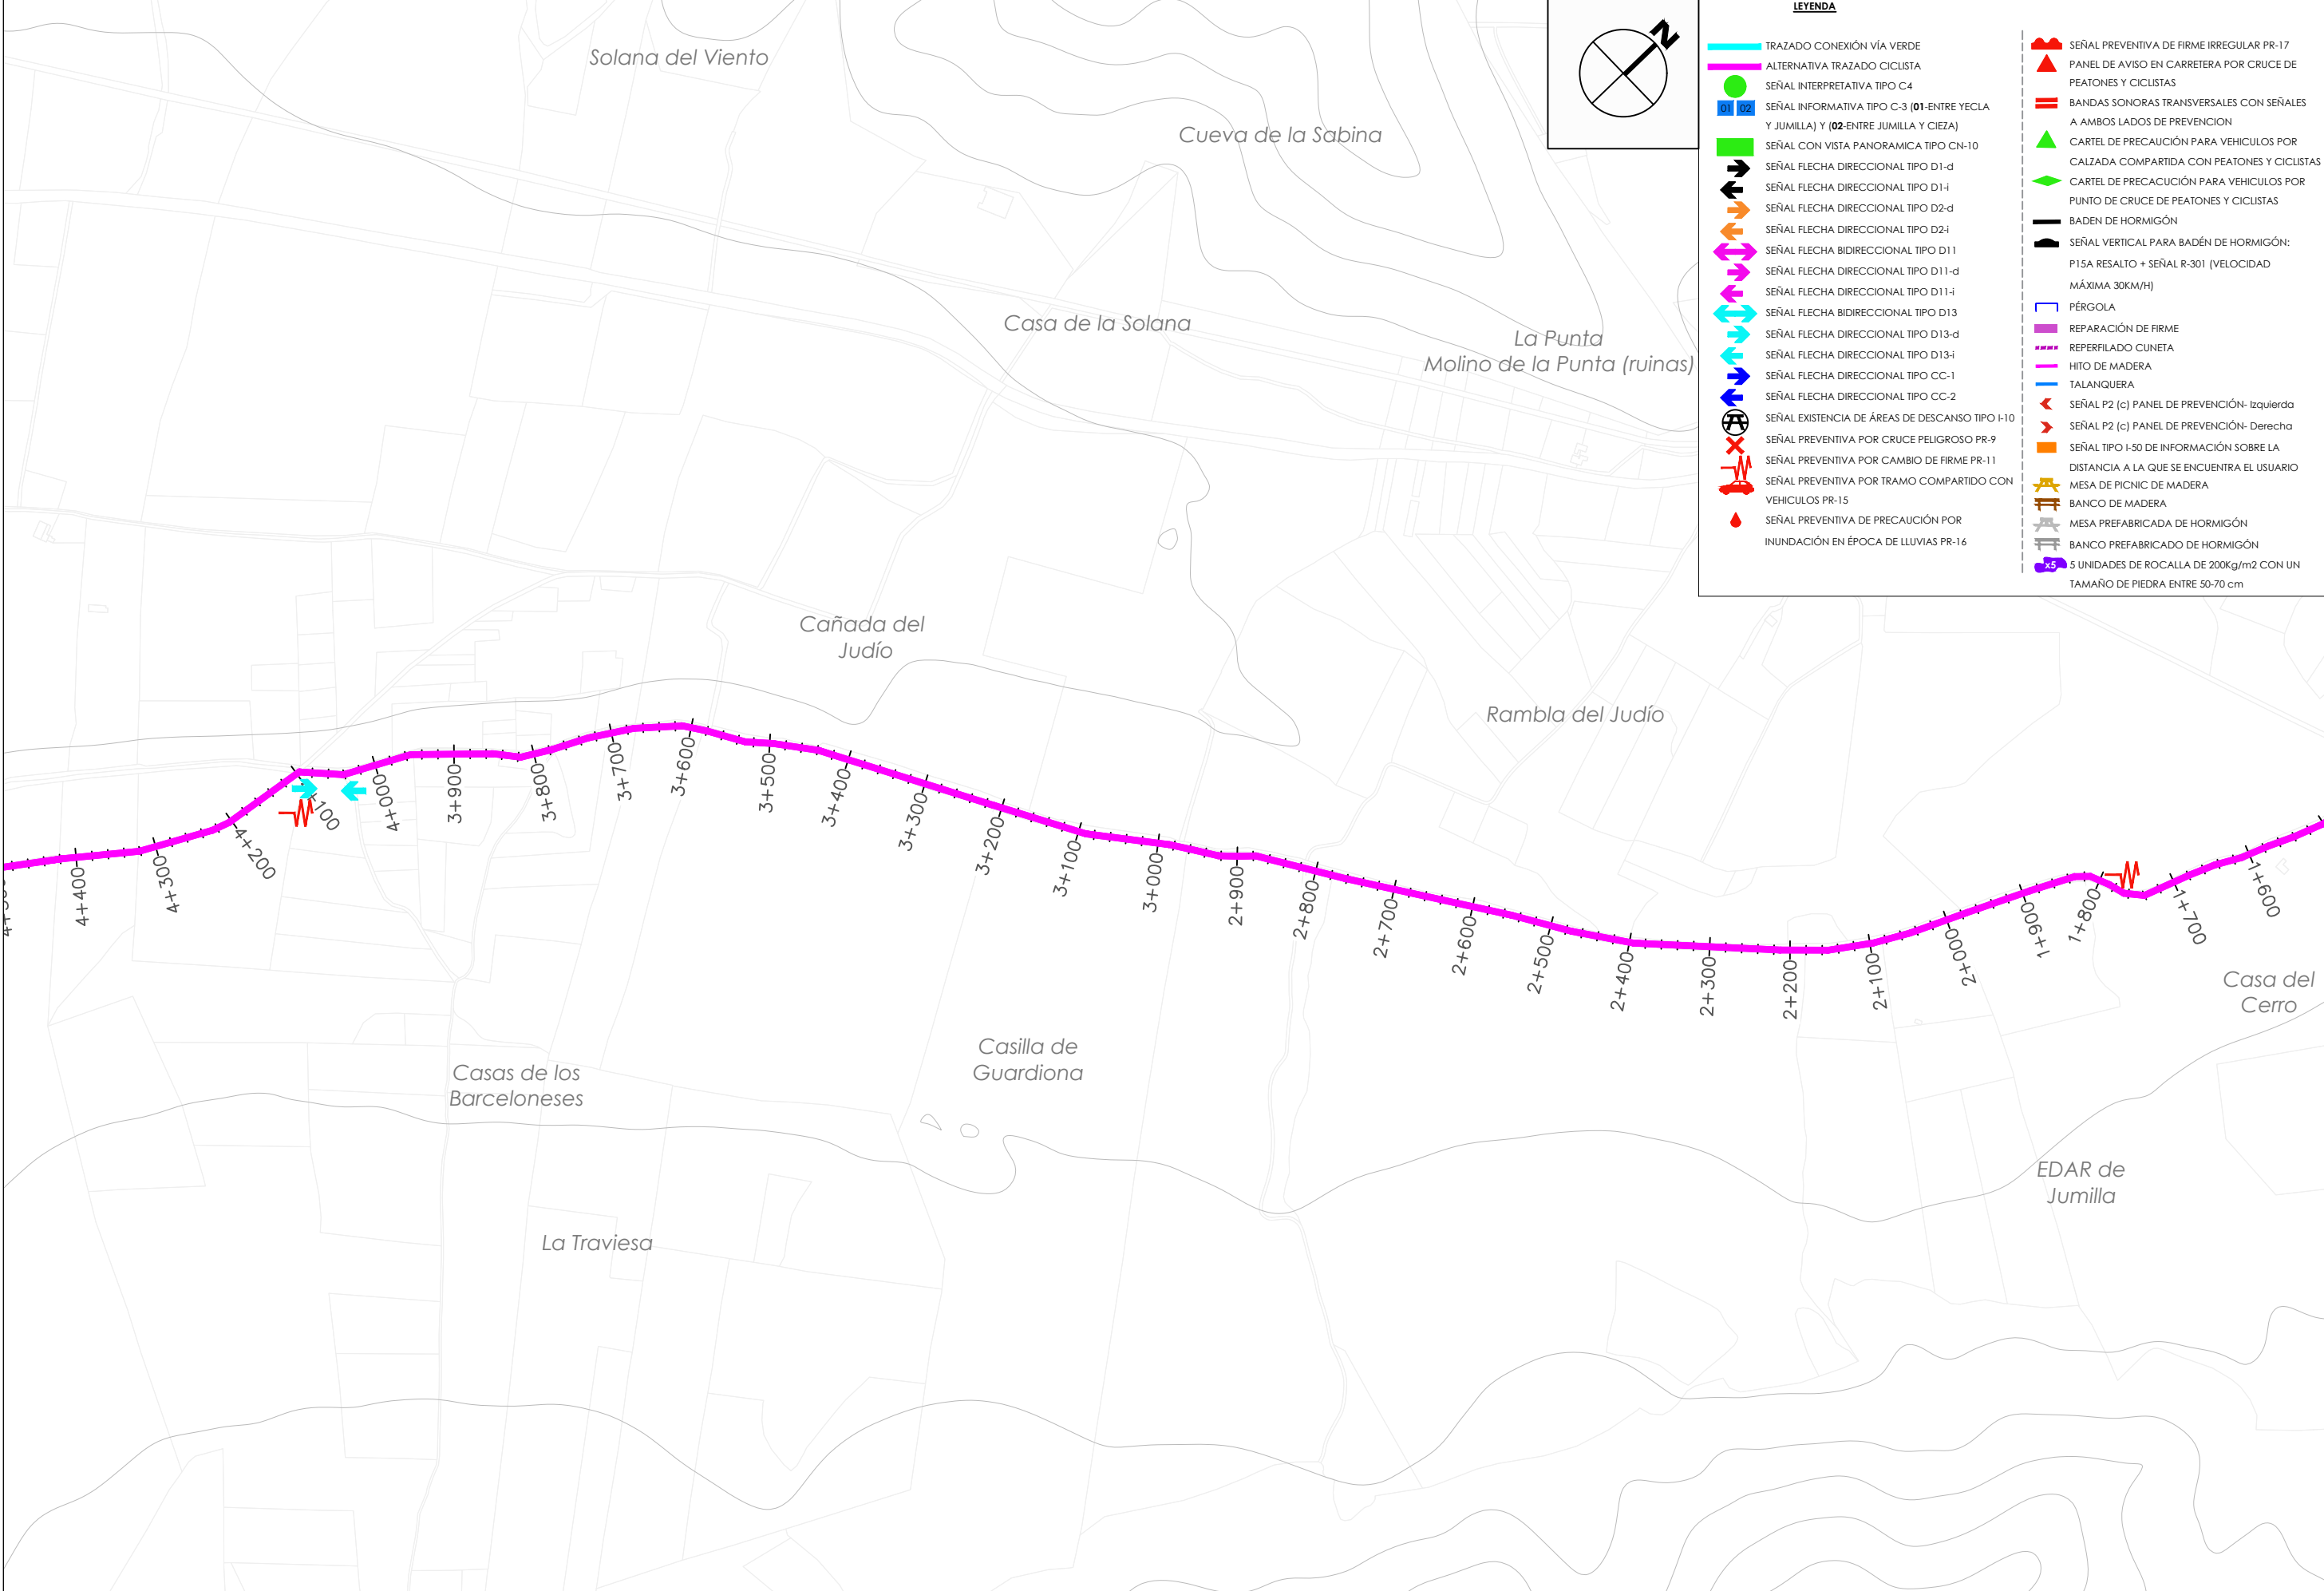 Solana del Viento
Cueva de la Sabina
Casa de la Solana
La Punta
Molino de la Punta (ruinas)
Cañada del
Judío
Rambla del Judío
4+400
4+300
4+200
4+000
3+900
3+800
3+700
3+600
3+500
3+400
3+300
3+200
3+100
3+000
2+900
2+800
2+700
2+600
2+500
2+400
2+300
2+200
2+100
2+000
1+900
1+800
1+700
1+600
Casa del
Cerro
Casilla de
Guardiona
Casas de los
Barceloneses
EDAR de
Jumilla
La Traviesa
N
LEYENDA
TRAZADO CONEXIÓN VÍA VERDE
ALTERNATIVA TRAZADO CICLISTA
SEÑAL INTERPRETATIVA TIPO C4
01 02 SEÑAL INFORMATIVA TIPO C-3 (01-ENTRE YECLA
Y JUMILLA) Y (02-ENTRE JUMILLA Y CIEZA)
SEÑAL CON VISTA PANORAMICA TIPO CN-10
SEÑAL FLECHA DIRECCIONAL TIPO D1-d
SEÑAL FLECHA DIRECCIONAL TIPO D1-i
SEÑAL FLECHA DIRECCIONAL TIPO D2-d
SEÑAL FLECHA DIRECCIONAL TIPO D2-i
SEÑAL FLECHA BIDIRECCIONAL TIPO D11
SEÑAL FLECHA DIRECCIONAL TIPO D11-d
SEÑAL FLECHA DIRECCIONAL TIPO D11-i
SEÑAL FLECHA BIDIRECCIONAL TIPO D13
SEÑAL FLECHA DIRECCIONAL TIPO D13-d
SEÑAL FLECHA DIRECCIONAL TIPO D13-i
SEÑAL FLECHA DIRECCIONAL TIPO CC-1
SEÑAL FLECHA DIRECCIONAL TIPO CC-2
SEÑAL EXISTENCIA DE ÁREAS DE DESCANSO TIPO I-10
SEÑAL PREVENTIVA POR CRUCE PELIGROSO PR-9
SEÑAL PREVENTIVA POR CAMBIO DE FIRME PR-11
SEÑAL PREVENTIVA POR TRAMO COMPARTIDO CON
VEHICULOS PR-15
SEÑAL PREVENTIVA DE PRECAUCIÓN POR
INUNDACIÓN EN ÉPOCA DE LLUVIAS PR-16
SEÑAL PREVENTIVA DE FIRME IRREGULAR PR-17
PANEL DE AVISO EN CARRETERA POR CRUCE DE
PEATONES Y CICLISTAS
BANDAS SONORAS TRANSVERSALES CON SEÑALES
A AMBOS LADOS DE PREVENCION
CARTEL DE PRECAUCIÓN PARA VEHICULOS POR
CALZADA COMPARTIDA CON PEATONES Y CICLISTAS
CARTEL DE PRECACUCIÓN PARA VEHICULOS POR
PUNTO DE CRUCE DE PEATONES Y CICLISTAS
BADEN DE HORMIGÓN
SEÑAL VERTICAL PARA BADÉN DE HORMIGÓN:
P15A RESALTO + SEÑAL R-301 (VELOCIDAD
MÁXIMA 30KM/H)
PÉRGOLA
REPARACIÓN DE FIRME
REPERFILADO CUNETA
HITO DE MADERA
TALANQUERA
SEÑAL P2 (c) PANEL DE PREVENCIÓN- Izquierda
SEÑAL P2 (c) PANEL DE PREVENCIÓN- Derecha
SEÑAL TIPO I-50 DE INFORMACIÓN SOBRE LA
DISTANCIA A LA QUE SE ENCUENTRA EL USUARIO
MESA DE PICNIC DE MADERA
BANCO DE MADERA
MESA PREFABRICADA DE HORMIGÓN
BANCO PREFABRICADO DE HORMIGÓN
x5 5 UNIDADES DE ROCALLA DE 200Kg/m2 CON UN
TAMAÑO DE PIEDRA ENTRE 50-70 cm